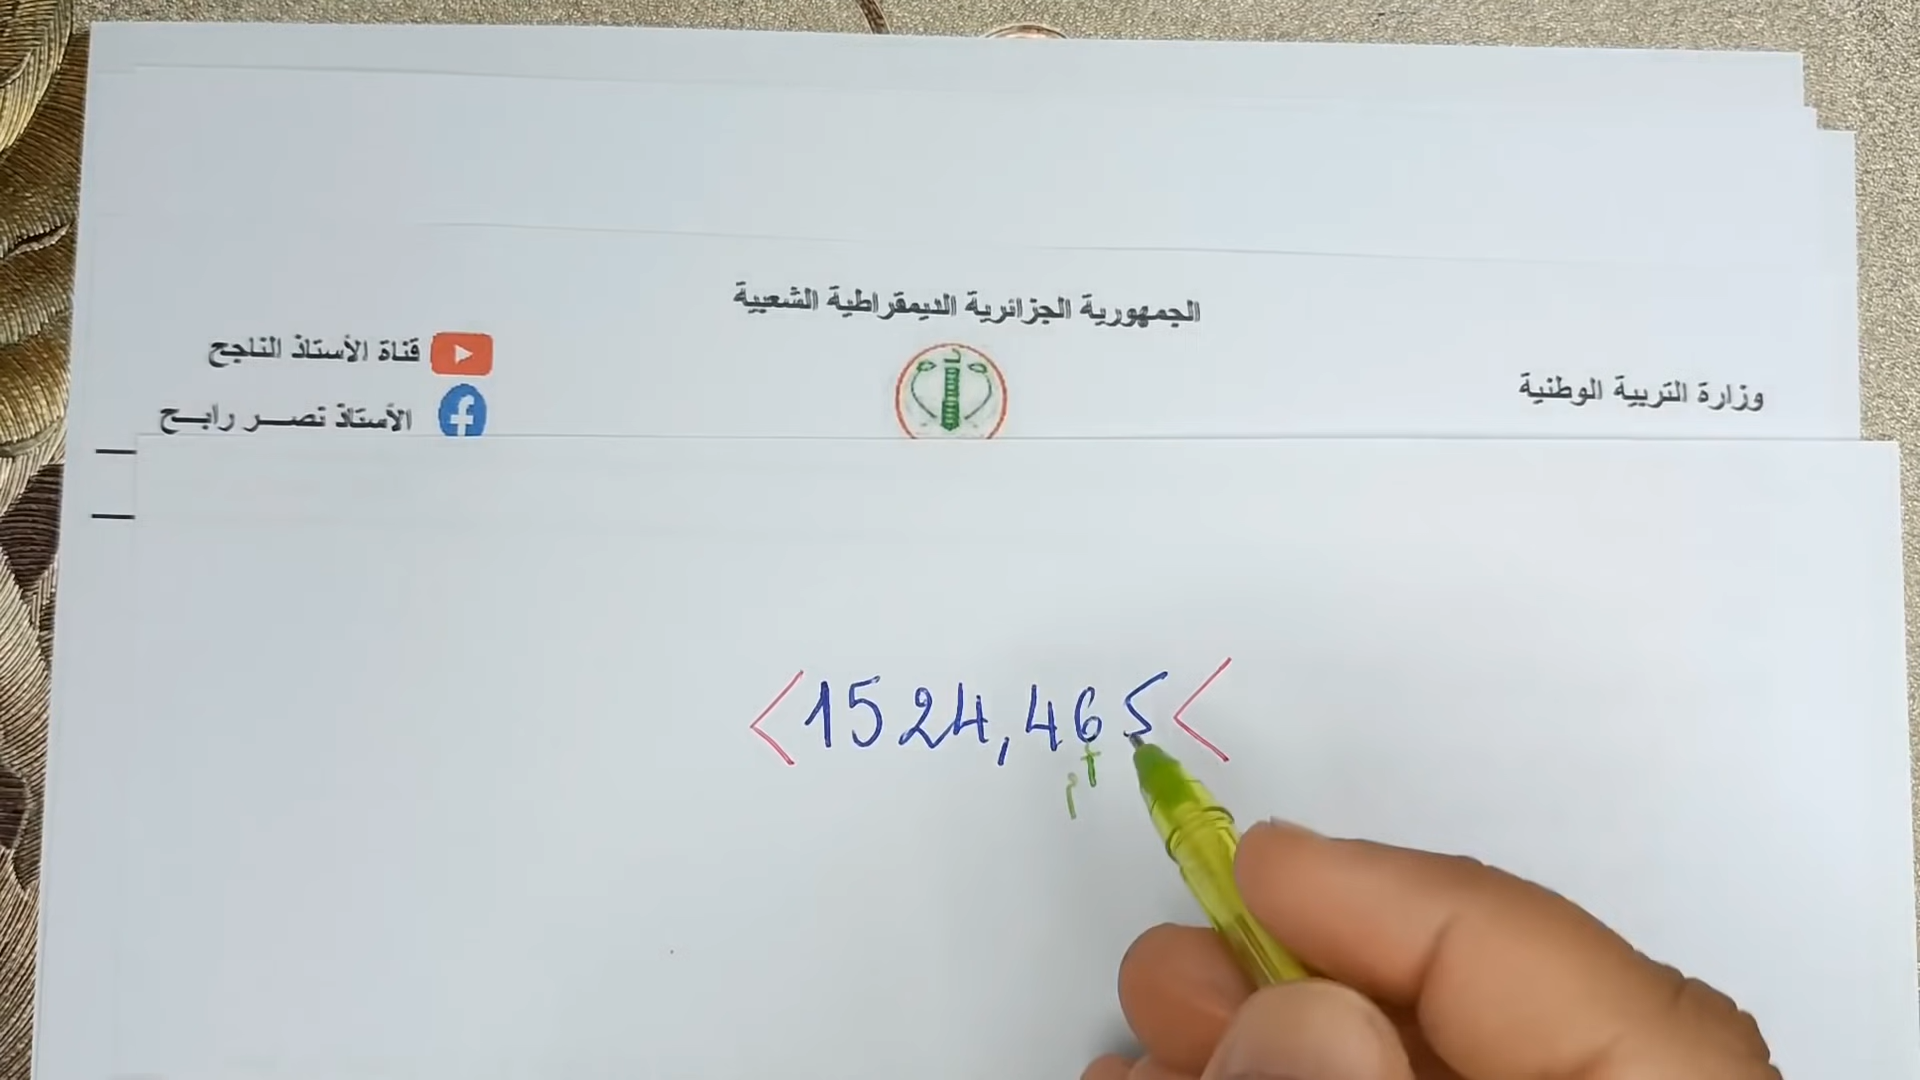 الجمهورية الجزائرية الديمقراطية الشعبية
وزارة التربية الوطنية
قناة الأستاذ الناجح
الأستاذ نصر رابح
< 1524,465 <